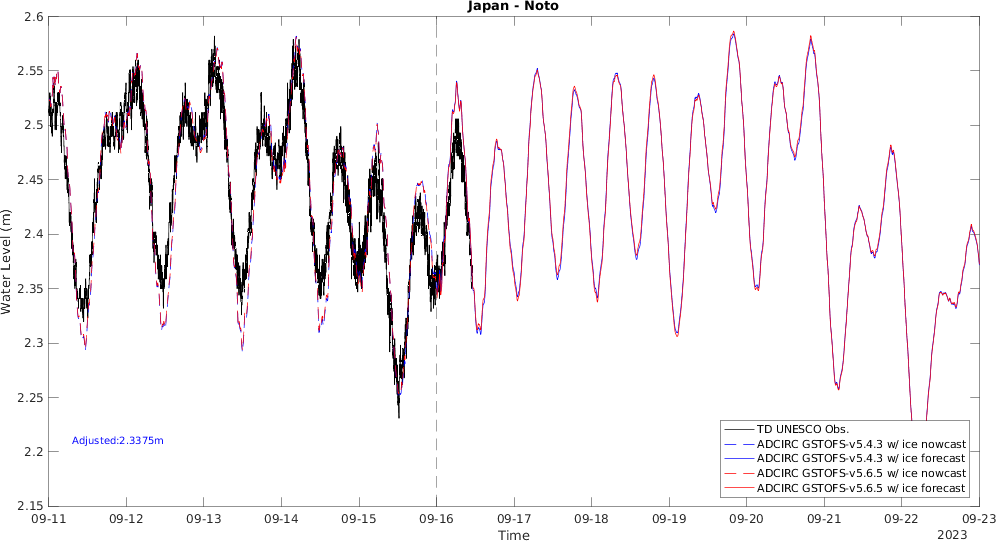 Japan - Noto
2.6
2.55
2.5
2.45
2.4
2.35
2.3
2.25
2.2
2.15
Water Level (m)
Adjusted:2.3375m
TD UNESCO Obs.
ADCIRC GSTOFS-v5.4.3 w/ ice nowcast
ADCIRC GSTOFS-v5.4.3 w/ ice forecast
ADCIRC GSTOFS-v5.6.5 w/ ice nowcast
ADCIRC GSTOFS-v5.6.5 w/ ice forecast
09-11 09-12 09-13 09-14 09-15 09-16 09-17 09-18 09-19 09-20 09-21 09-22 09-23
Time
2023